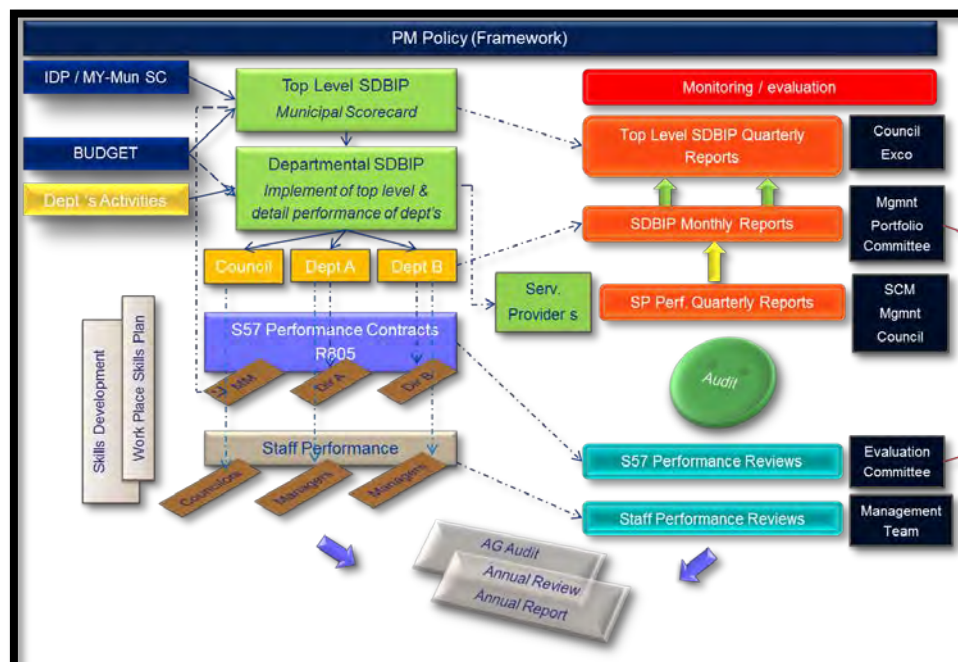 PM Policy (Framework)
IDP / MY-Mun SC
BUDGET
Dept 's Activities
Top Level SDBIP
Municipal Scorecard
Departmental SDBIP
Implement of top level &
detail performance of dept's
Council
Dept A
Dept B
Serv.
Provider s
S57 Performance Contracts
R805
MM
Dir A
Dir B
Staff Performance
Councilors
Managers
Managers
Skills Development
Work Place Skills Plan
Monitoring / evaluation
Top Level SDBIP Quarterly
Reports
Council
Exco
SDBIP Monthly Reports
Mgmnt
Portfolio
Committee
SP Perf. Quarterly Reports
SCM
Mgmnt
Council
Audit
S57 Performance Reviews
Evaluation
Committee
Staff Performance Reviews
Management
Team
AG Audit
Annual Review
Annual Report